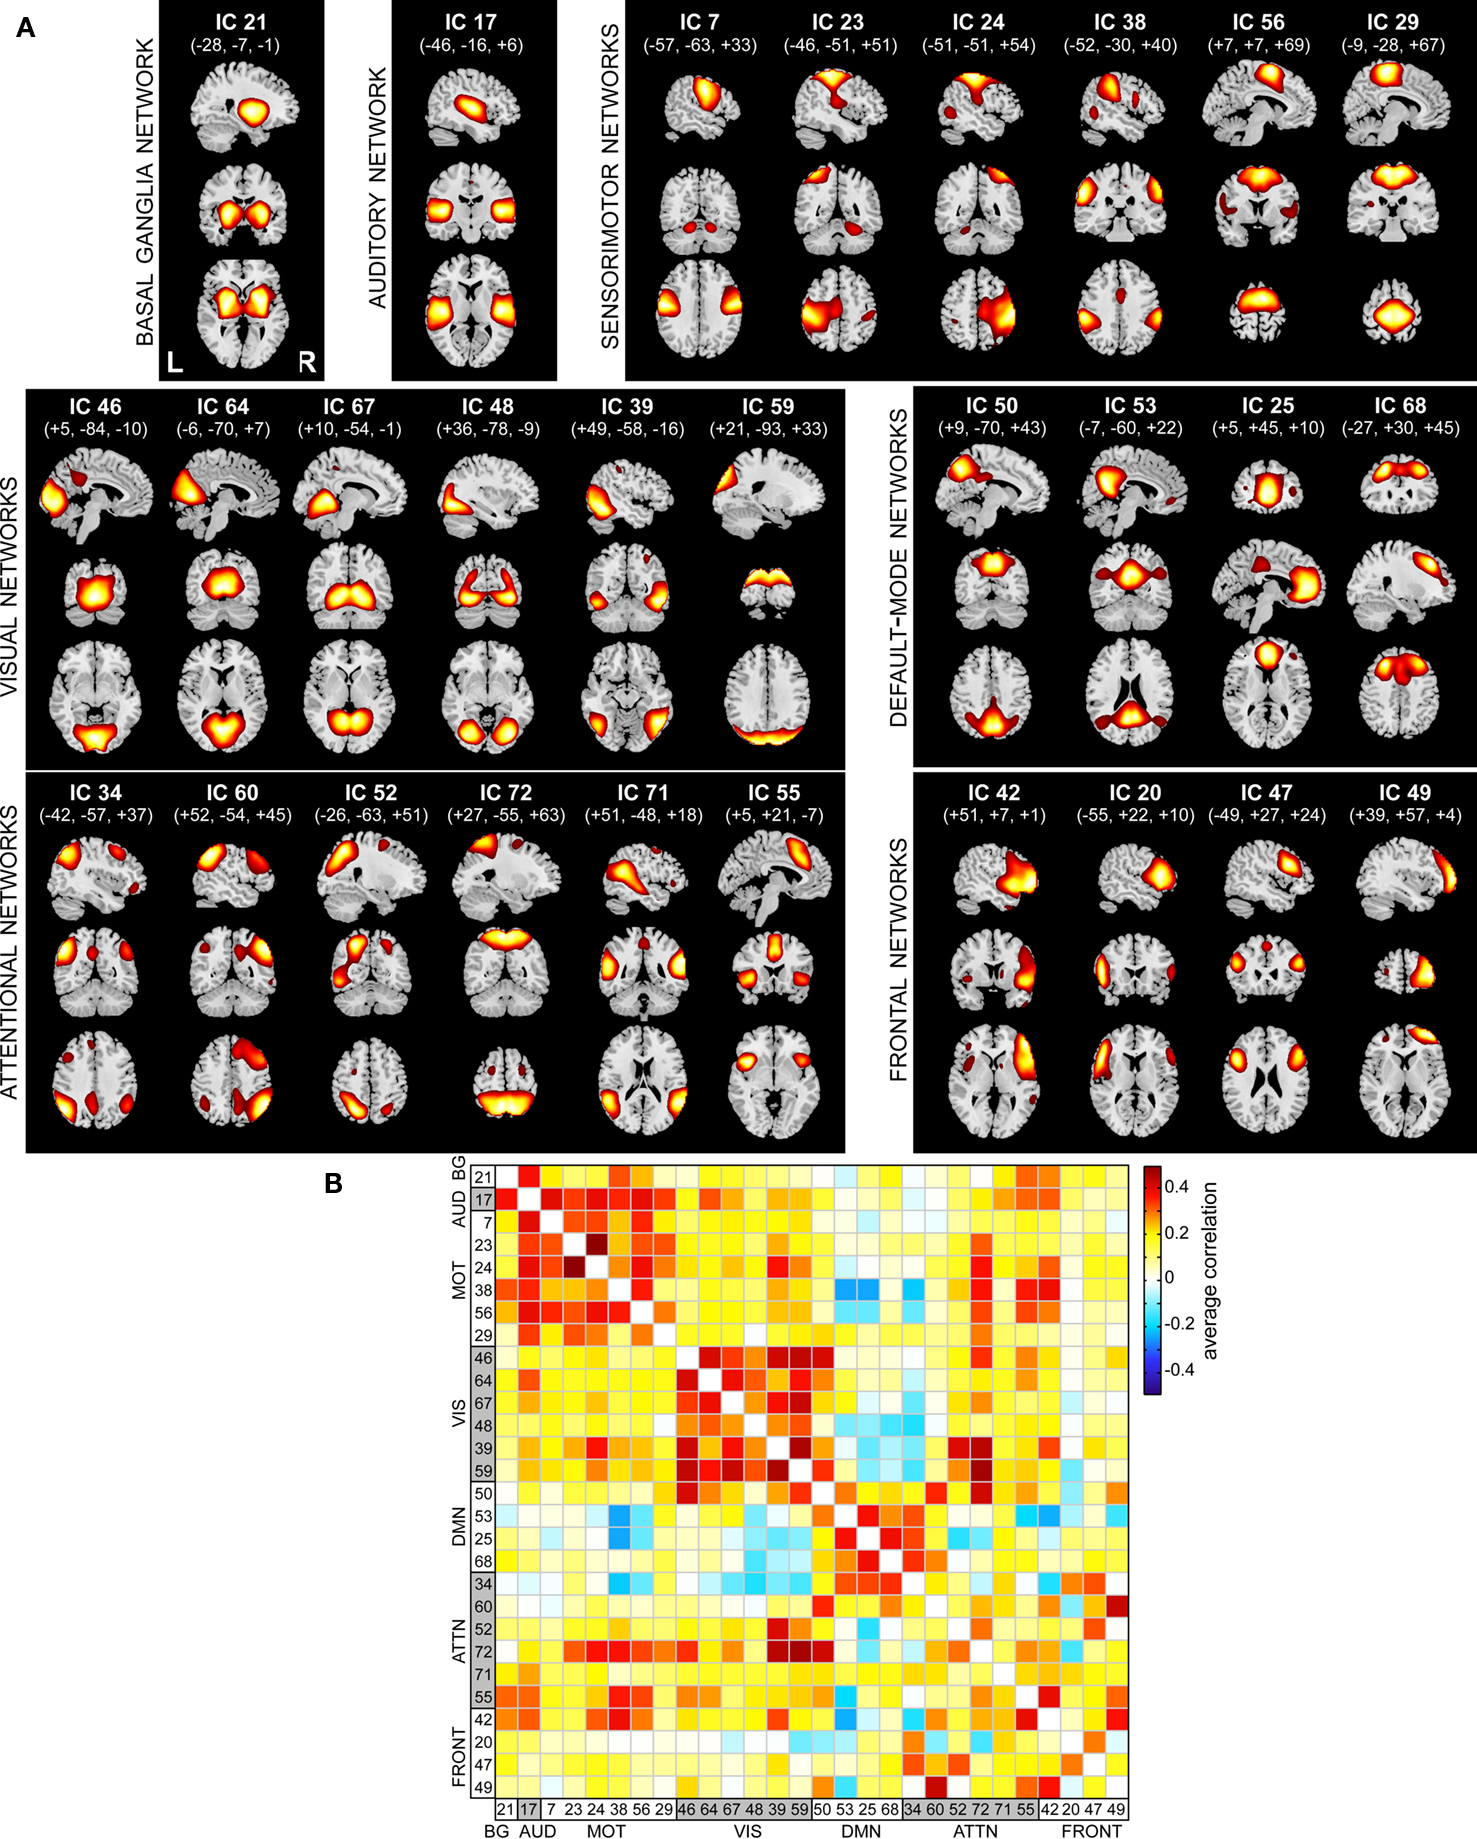 A
BASAL GANGLIA NETWORK
IC 21
(-28, -7, -1)
L R
AUDITORY NETWORK
IC 17
(-46, -16, +6)
SENSORIMOTOR NETWORKS
IC 7 IC 23 IC 24 IC 38 IC 56 IC 29
(-57, -63, +33) (-46, -51, +51) (-51, -51, +54) (-52, -30, +40) (+7, +7, +69) (-9, -28, +67)
VISUAL NETWORKS
IC 46 IC 64 IC 67 IC 48 IC 39 IC 59
(+5, -84, -10) (-6, -70, +7) (+10, -54, -1) (+36, -78, -9) (+49, -58, -16) (+21, -93, +33)
DEFAULT-MODE NETWORKS
IC 50 IC 53 IC 25 IC 68
(+9, -70, +43) (-7, -60, +22) (+5, +45, +10) (-27, +30, +45)
ATTENTIONAL NETWORKS
IC 34 IC 60 IC 52 IC 72 IC 71 IC 55
(-42, -57, +37) (+52, -54, +45) (-26, -63, +51) (+27, -55, +63) (+51, -48, +18) (+5, +21, -7)
FRONTAL NETWORKS
IC 42 IC 20 IC 47 IC 49
(+51, +7, +1) (-55, +22, +10) (-49, +27, +24) (+39, +57, +4)
B
BG
AUD
MOT
VIS
DMN
ATTN
FRONT
21
17
7
23
24
38
56
29
46
64
67
48
39
59
50
53
25
68
34
60
52
72
71
55
42
20
47
49
21 17 7 23 24 38 56 29 46 64 67 48 39 59 50 53 25 68 34 60 52 72 71 55 42 20 47 49
BG AUD MOT VIS DMN ATTN FRONT
0.4
0.2
0
-0.2
-0.4
average correlation